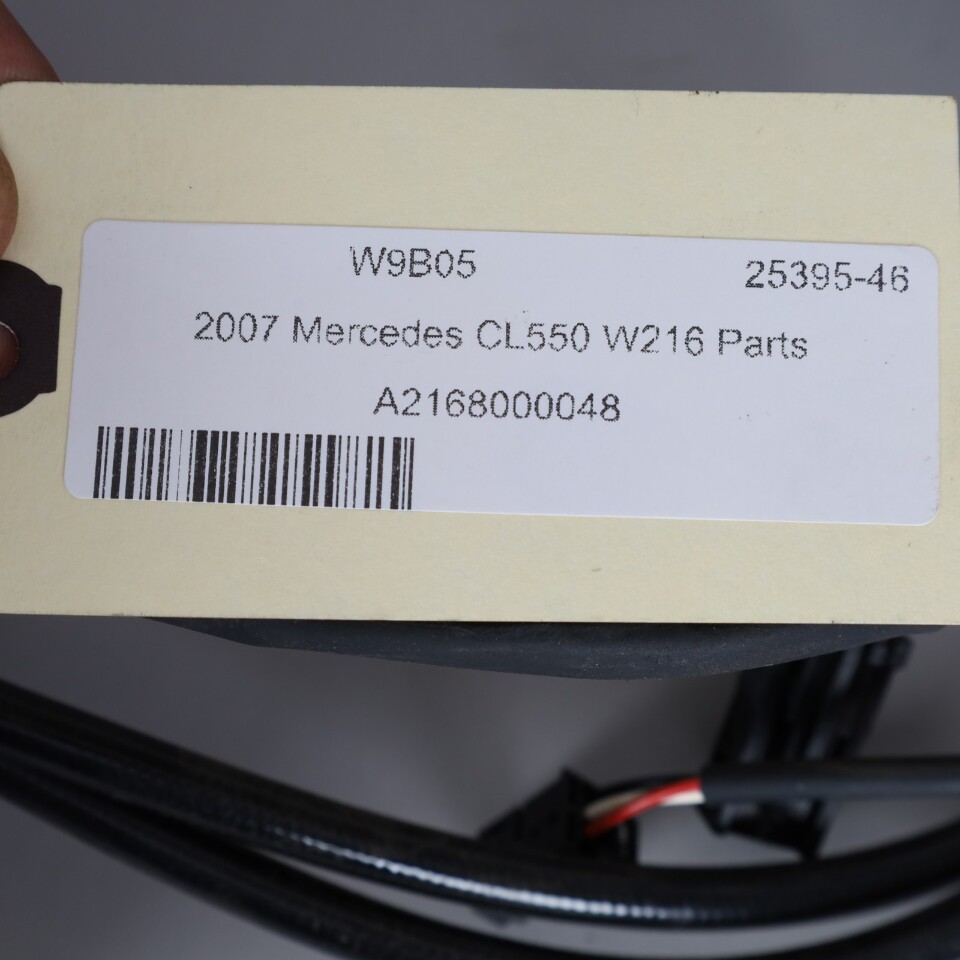 W9B05 25395-46
2007 Mercedes CL550 W216 Parts
A2168000048